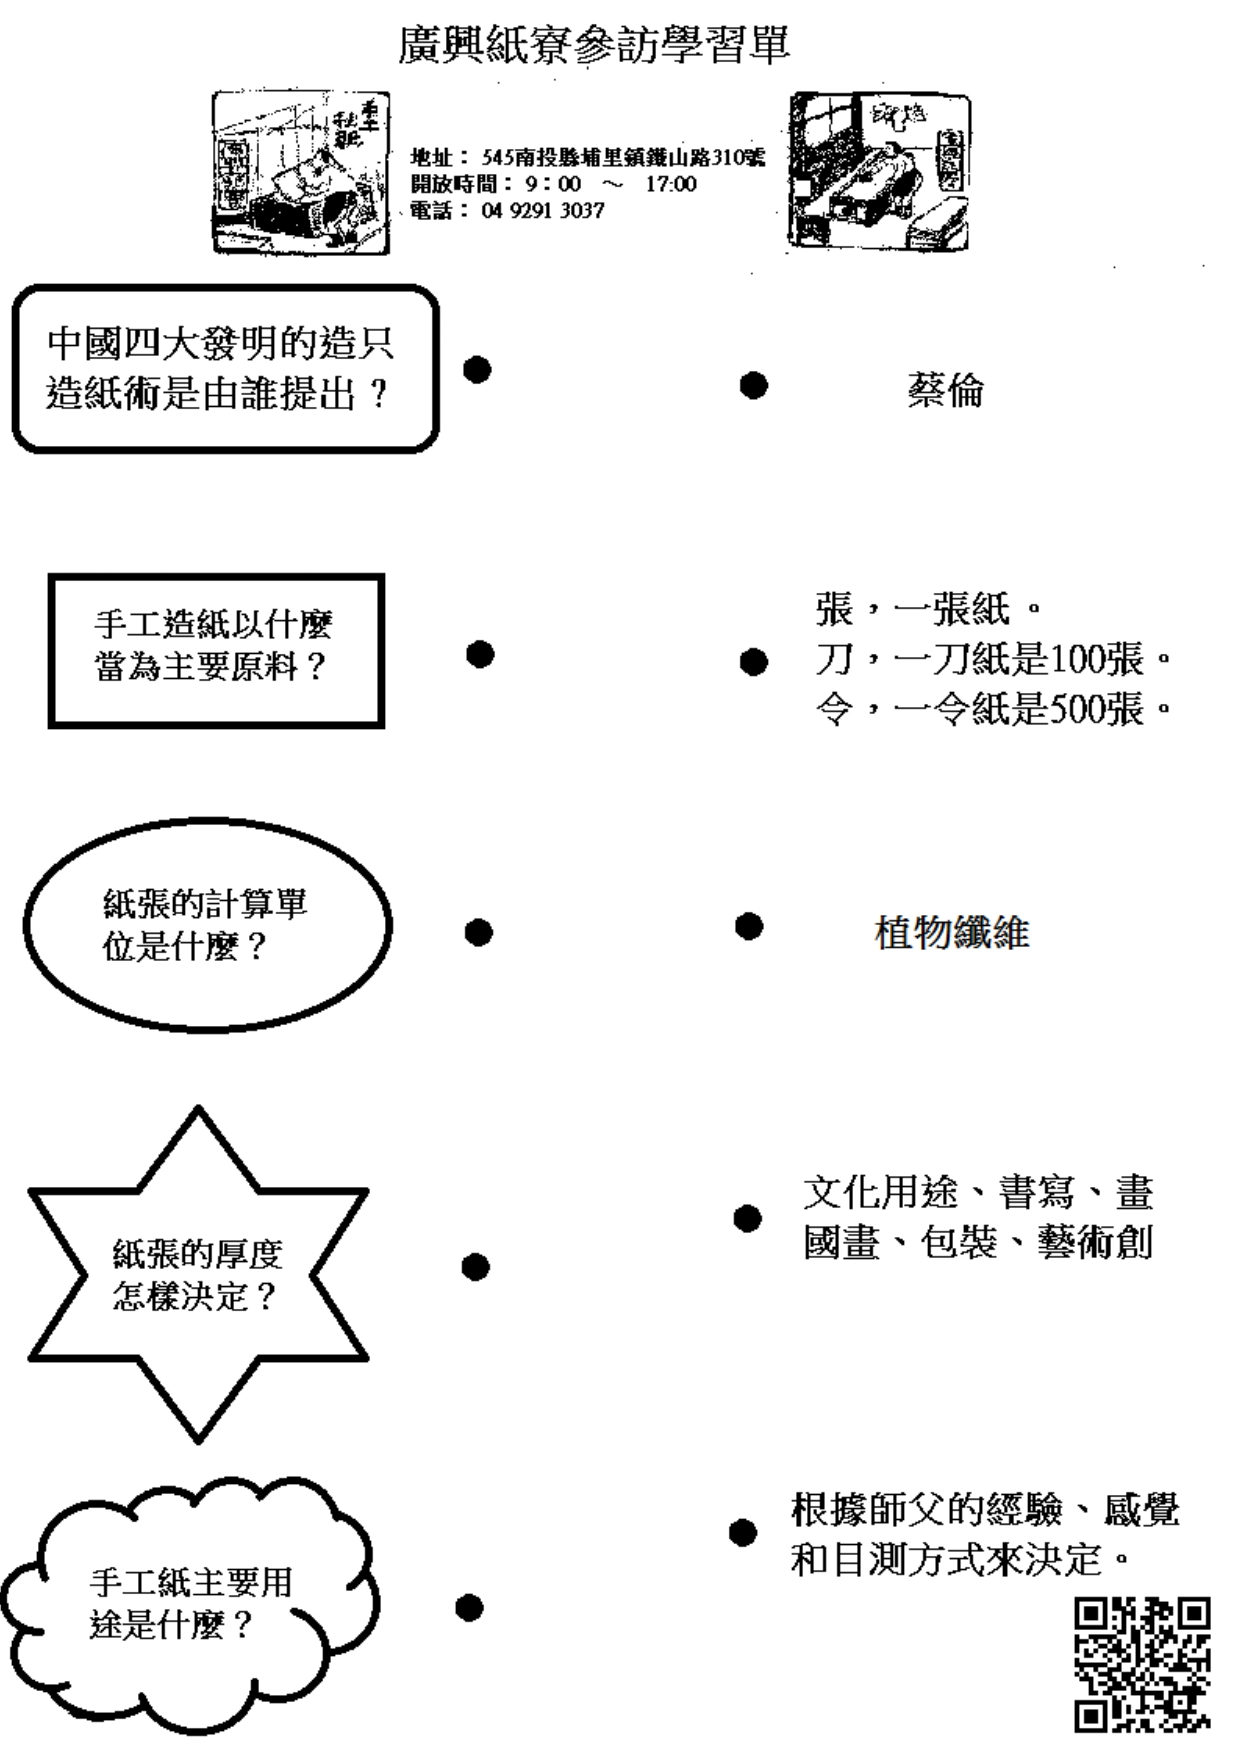 廣興紙寮參訪學習單
地址： 545南投縣埔里鎮鐵山路310號
開放時間： 9：00 ～ 17:00
電話： 04 9291 3037
中國四大發明的造只
造紙術是由誰提出？
蔡倫
手工造紙以什麼
當為主要原料？
張，一張紙。
刀，一刀紙是100張。
令，一令紙是500張。
紙張的計算單
位是什麼？
植物纖維
紙張的厚度
怎樣決定？
文化用途、書寫、畫
國畫、包裝、藝術創
手工紙主要用
途是什麼？
根據師父的經驗、感覺
和目測方式來決定。